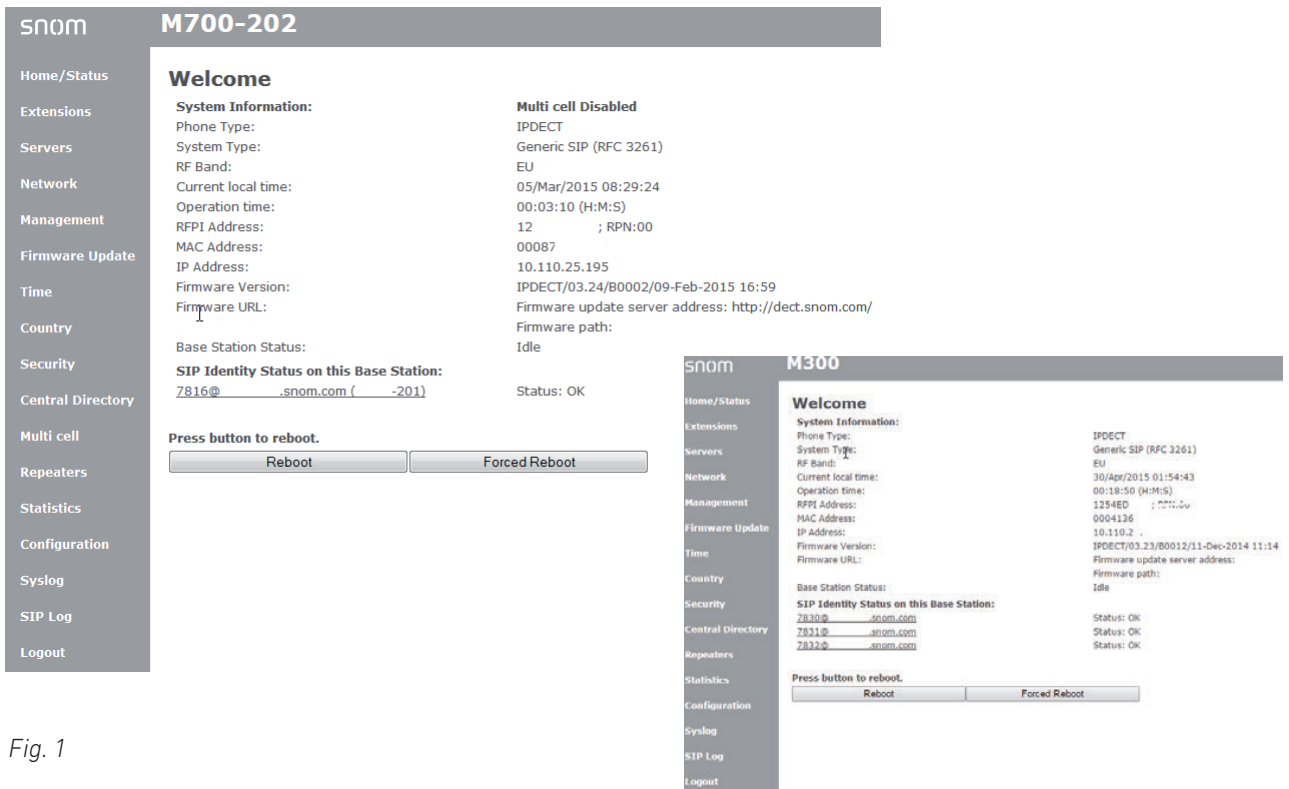 snom
M700-202
Home/Status
Extensions
Servers
Network
Management
Firmware Update
Time
Country
Security
Central Directory
Multi cell
Repeaters
Statistics
Configuration
Syslog
SIP Log
Logout
Welcome
System Information: Multi cell Disabled
Phone Type: IPDECT
System Type: Generic SIP (RFC 3261)
RF Band: EU
Current local time: 05/Mar/2015 08:29:24
Operation time: 00:03:10 (H:M:S)
RFPI Address: 12 ; RPN:00
MAC Address: 00087
IP Address: 10.110.25.195
Firmware Version: IPDECT/03.24/B0002/09-Feb-2015 16:59
Firmware URL: Firmware update server address: http://dect.snom.com/
Firmware path:
Base Station Status: Idle
SIP Identity Status on this Base Station:
7816@ .snom.com ( -201) Status: OK
Press button to reboot.
Reboot Forced Reboot
snom
M300
Home/Status
Extensions
Servers
Network
Management
Firmware Update
Time
Country
Security
Central Directory
Repeaters
Statistics
Configuration
Syslog
SIP Log
Logout
Welcome
System Information:
Phone Type: IPDECT
System Type: Generic SIP (RFC 3261)
RF Band: EU
Current local time: 30/Apr/2015 01:54:43
Operation time: 00:18:50 (H:M:S)
RFPI Address: 1254ED ;
MAC Address: 0004136
IP Address: 10.110.2 .
Firmware Version: IPDECT/03.23/B0012/11-Dec-2014 11:14
Firmware URL: Firmware update server address:
Firmware path:
Base Station Status: Idle
SIP Identity Status on this Base Station:
7830@ .snom.com Status: OK
7831@ .snom.com Status: OK
7832@ .snom.com Status: OK
Press button to reboot.
Reboot Forced Reboot
Fig. 1